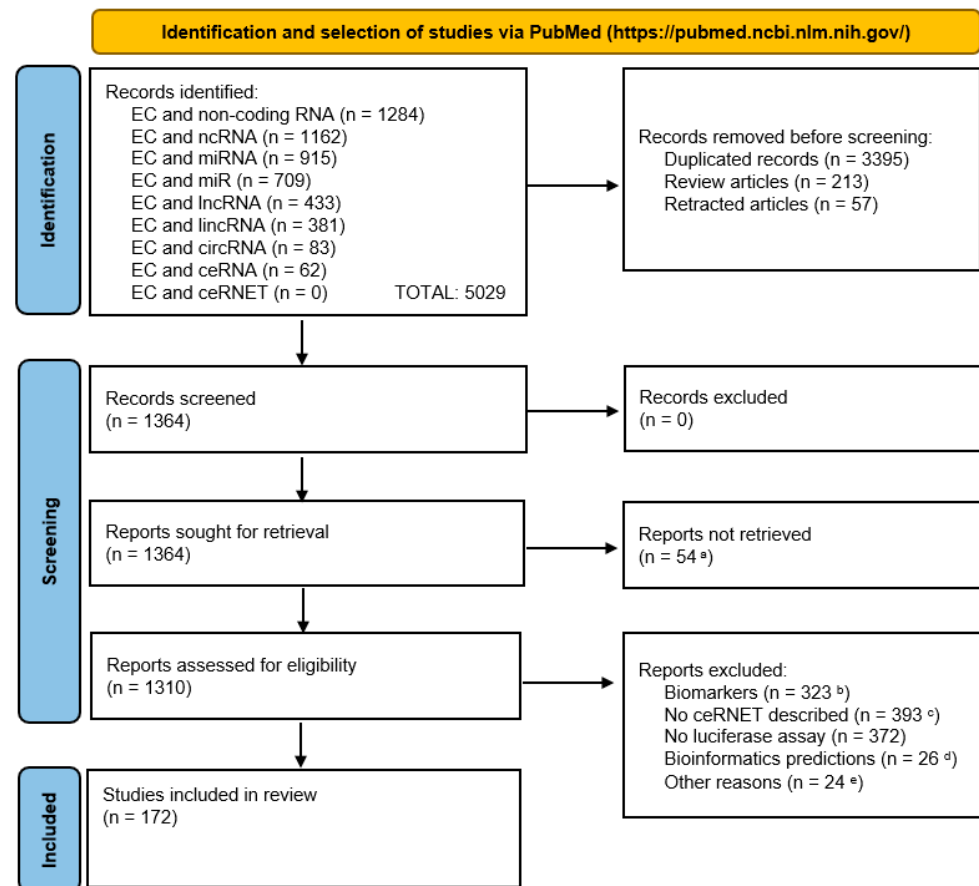 Identification and selection of studies via PubMed (https://pubmed.ncbi.nlm.nih.gov/)
Identification
Records identified:
EC and non-coding RNA (n = 1284)
EC and ncRNA (n = 1162)
EC and miRNA (n = 915)
EC and miR (n = 709)
EC and lncRNA (n = 433)
EC and lincRNA (n = 381)
EC and circRNA (n = 83)
EC and ceRNA (n = 62)
EC and ceRNET (n = 0) TOTAL: 5029
Records removed before screening:
Duplicated records (n = 3395)
Review articles (n = 213)
Retracted articles (n = 57)
Screening
Records screened
(n = 1364)
Records excluded
(n = 0)
Reports sought for retrieval
(n = 1364)
Reports not retrieved
(n = 54 ª)
Reports assessed for eligibility
(n = 1310)
Reports excluded:
Biomarkers (n = 323 ᵇ)
No ceRNET described (n = 393 ᶜ)
No luciferase assay (n = 372)
Bioinformatics predictions (n = 26 ᵈ)
Other reasons (n = 24 ᵉ)
Included
Studies included in review
(n = 172)